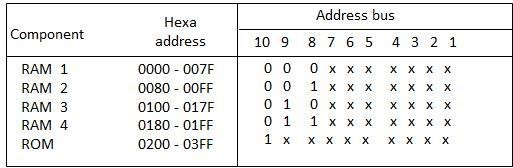 Component Hexa address Address bus
10 9 8 7 6 5 4 3 2 1
RAM 1 0000 - 007F 0 0 0 x x x x x x x
RAM 2 0080 - 00FF 0 0 1 x x x x x x x
RAM 3 0100 - 017F 0 1 0 x x x x x x x
RAM 4 0180 - 01FF 0 1 1 x x x x x x x
ROM 0200 - 03FF 1 x x x x x x x x x